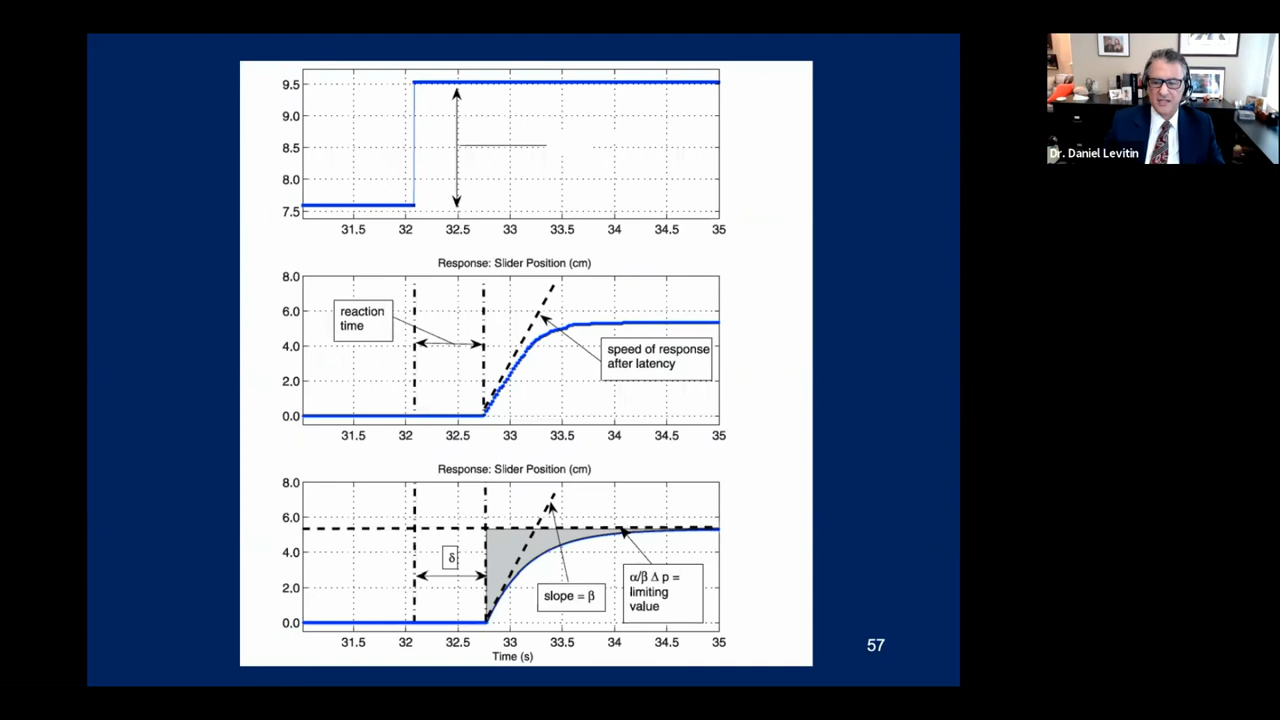 9.5
9.0
8.5
8.0
7.5
31.5 32 32.5 33 33.5 34 34.5 35
Response: Slider Position (cm)
8.0
6.0
4.0
2.0
0.0
reaction
time
speed of response
after latency
31.5 32 32.5 33 33.5 34 34.5 35
Response: Slider Position (cm)
8.0
6.0
4.0
2.0
0.0
δ
slope = β
α/β Δ p =
limiting
value
31.5 32 32.5 33 33.5 34 34.5 35
Time (s)
57
Dr. Daniel Levitin